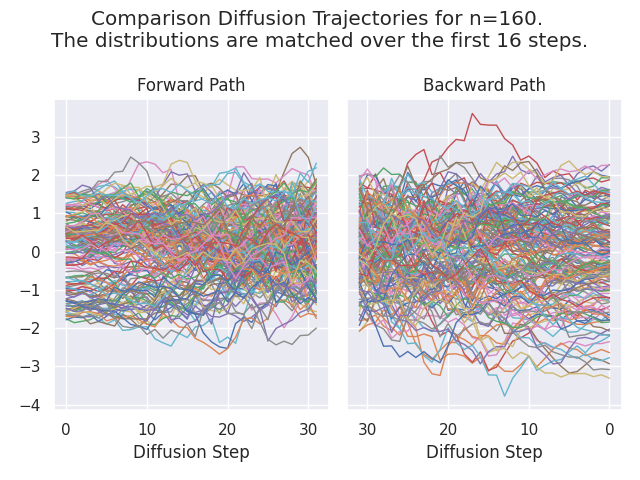 Comparison Diffusion Trajectories for n=160.
The distributions are matched over the first 16 steps.
Forward Path
Backward Path
3
2
1
0
−1
−2
−3
−4
0 10 20 30
30 20 10 0
Diffusion Step
Diffusion Step